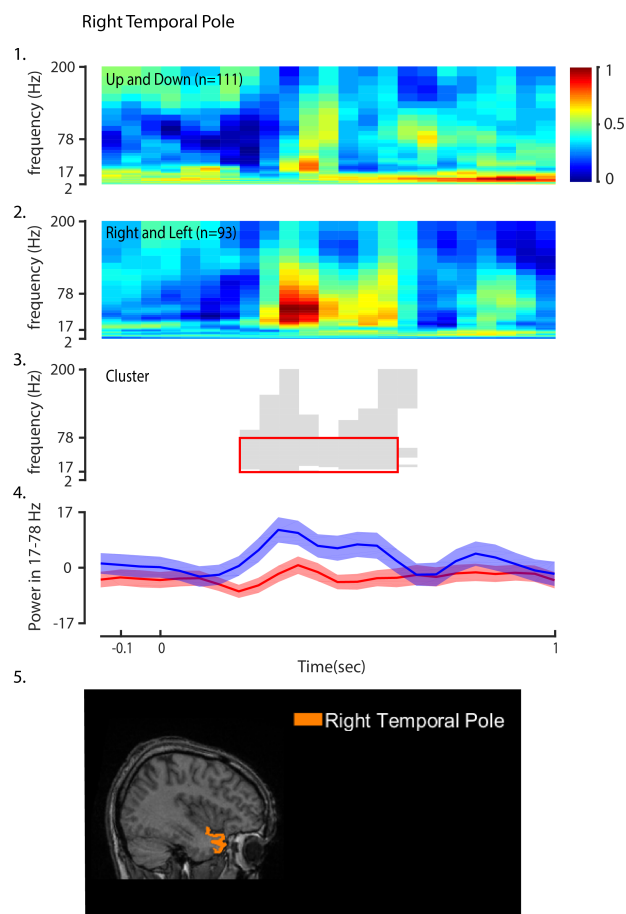 Right Temporal Pole
1.
frequency (Hz)
200
78
17
2
Up and Down (n=111)
1
0.5
0
2.
frequency (Hz)
200
78
17
2
Right and Left (n=93)
3.
frequency (Hz)
200
78
17
2
Cluster
4.
Power in 17-78 Hz
17
0
-17
-0.1 0 1
Time(sec)
5.
Right Temporal Pole